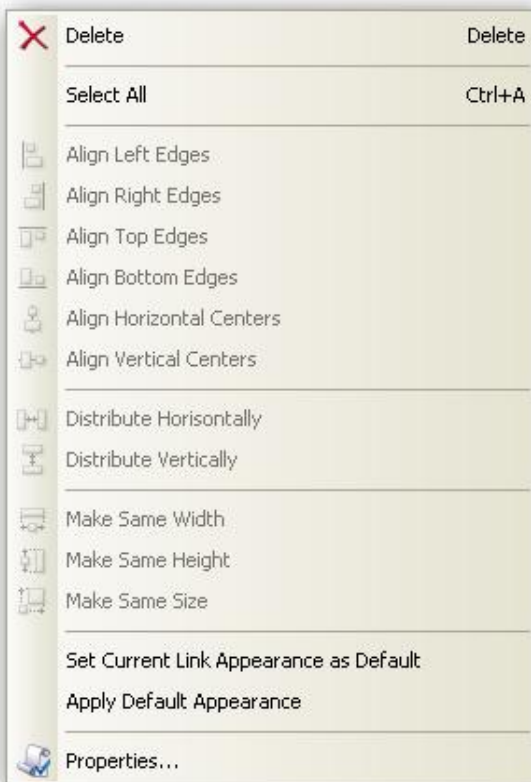 Delete Delete
Select All Ctrl+A
Align Left Edges
Align Right Edges
Align Top Edges
Align Bottom Edges
Align Horizontal Centers
Align Vertical Centers
Distribute Horisontally
Distribute Vertically
Make Same Width
Make Same Height
Make Same Size
Set Current Link Appearance as Default
Apply Default Appearance
Properties...